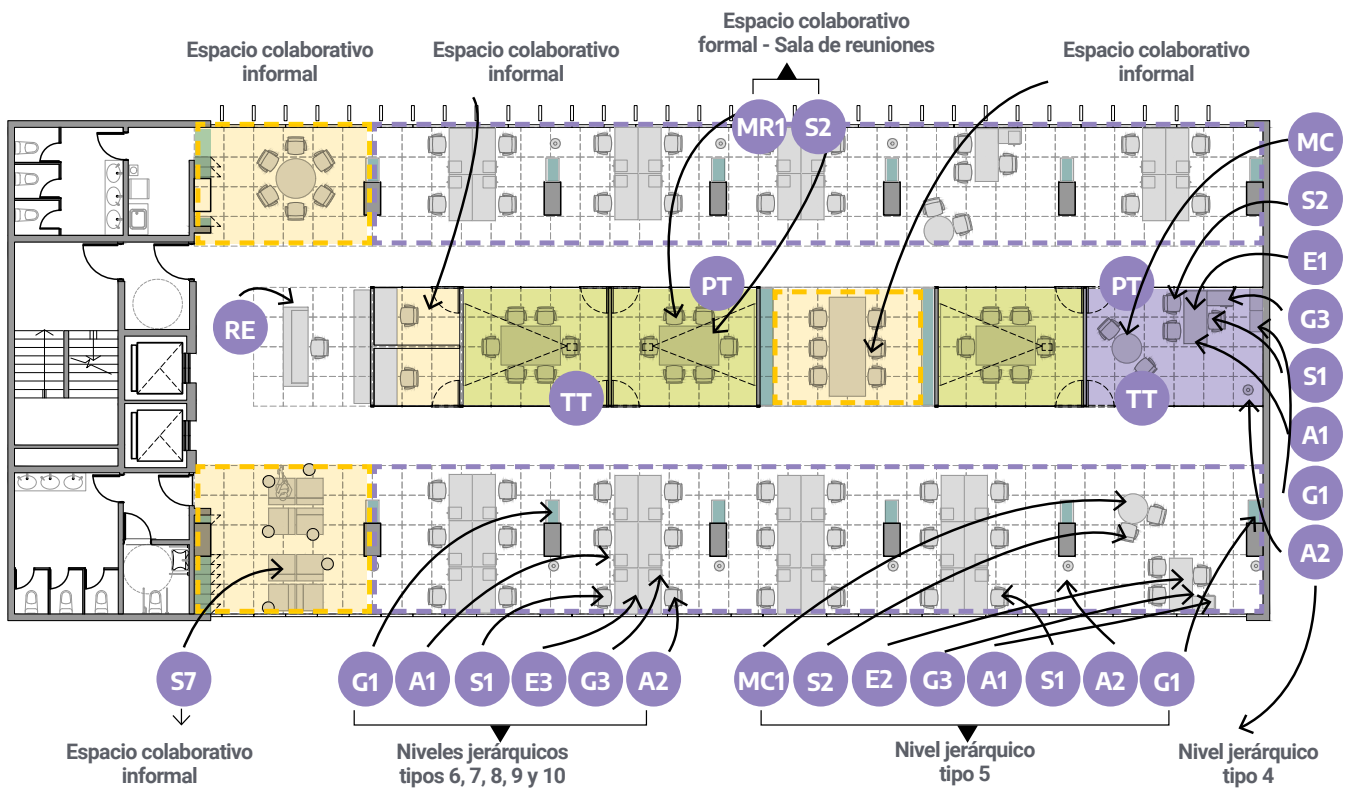 Espacio colaborativo
formal - Sala de reuniones
Espacio colaborativo
informal
Espacio colaborativo
informal
Espacio colaborativo
informal
MR1
S2
MC
S2
E1
G3
S1
A1
G1
A2
PT
PT
RE
TT
TT
S7
G1
A1
S1
E3
G3
A2
MC1
S2
E2
G3
A1
S1
A2
G1
Espacio colaborativo
informal
Niveles jerárquicos
tipos 6, 7, 8, 9 y 10
Nivel jerárquico
tipo 5
Nivel jerárquico
tipo 4